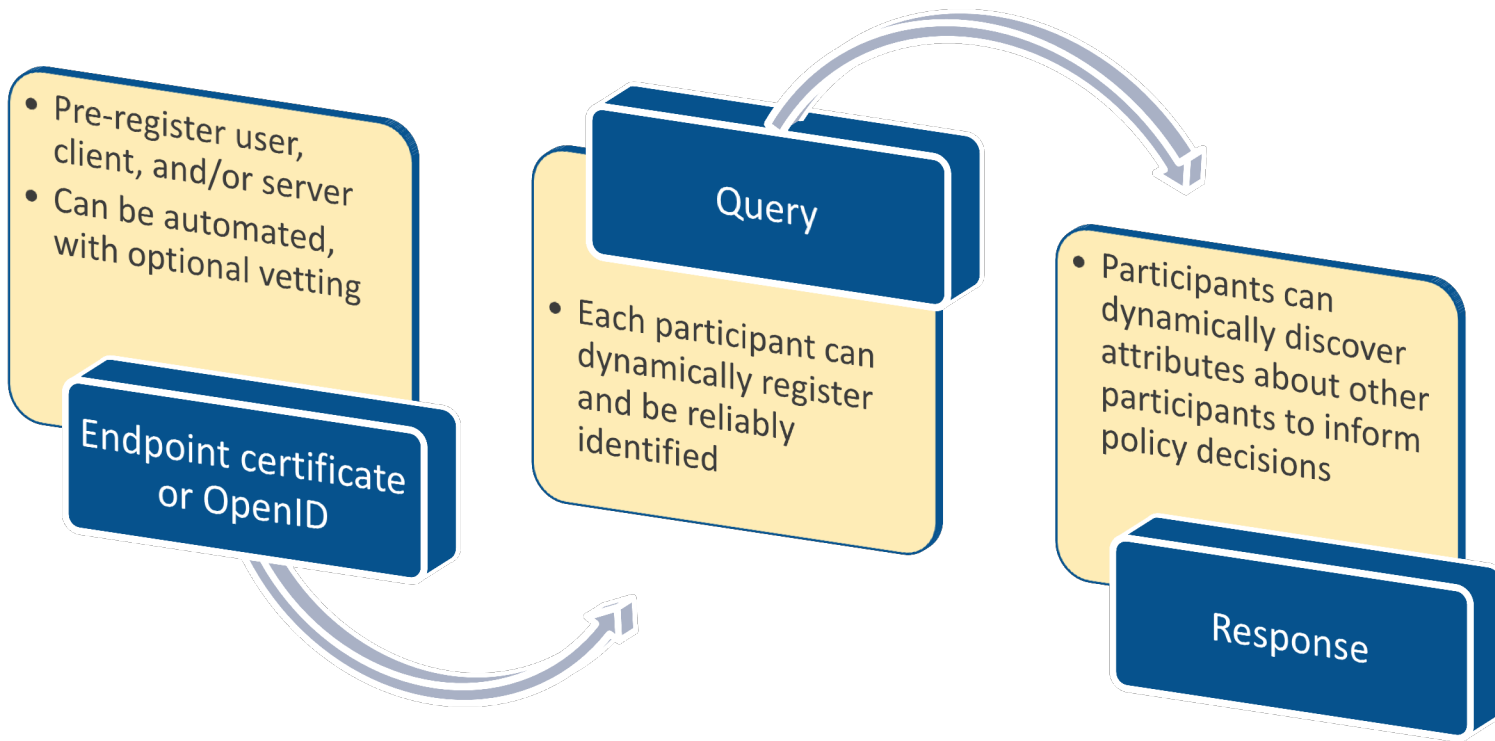 • Pre-register user,
client, and/or server
• Can be automated,
with optional vetting
Endpoint certificate
or OpenID
Query
• Each participant can
dynamically register
and be reliably
identified
• Participants can
dynamically discover
attributes about other
participants to inform
policy decisions
Response